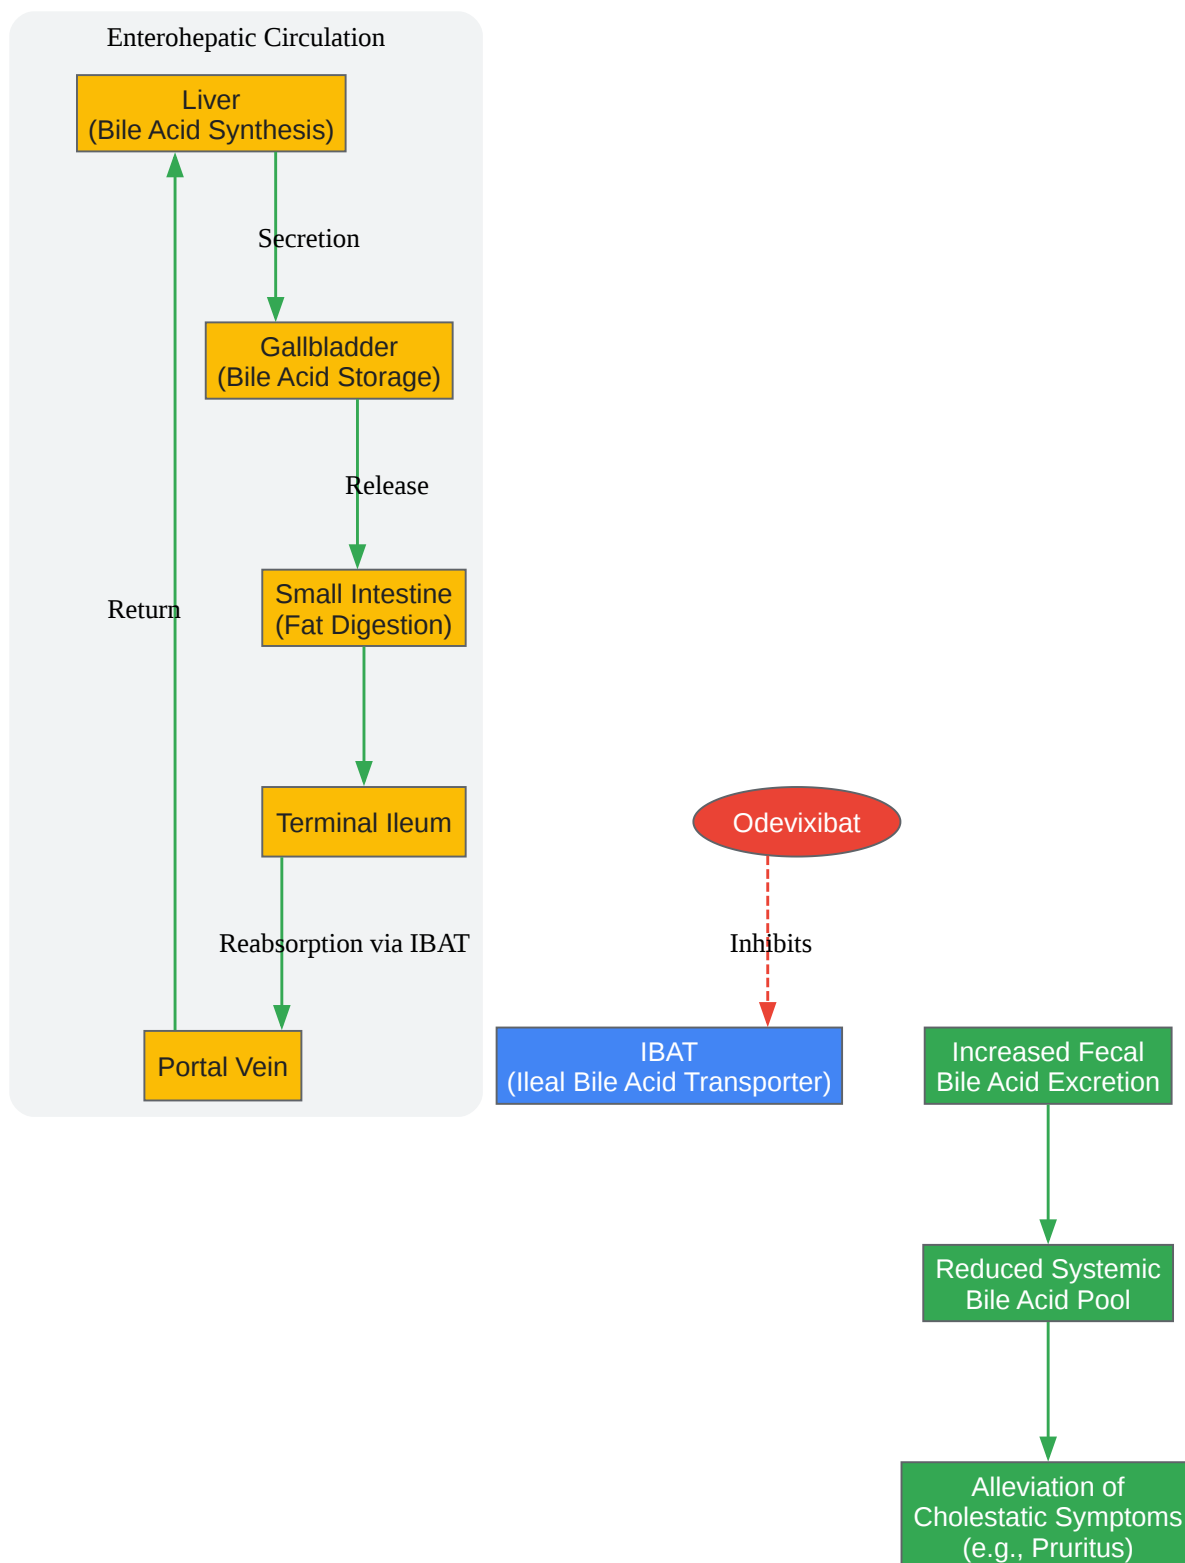 Enterohepatic Circulation
Liver
(Bile Acid Synthesis)
Secretion
Gallbladder
(Bile Acid Storage)
Release
Small Intestine
(Fat Digestion)
Return
Terminal Ileum
Reabsorption via IBAT
Portal Vein
Odevixibat
Inhibits
IBAT
(Ileal Bile Acid Transporter)
Increased Fecal
Bile Acid Excretion
Reduced Systemic
Bile Acid Pool
Alleviation of
Cholestatic Symptoms
(e.g., Pruritus)